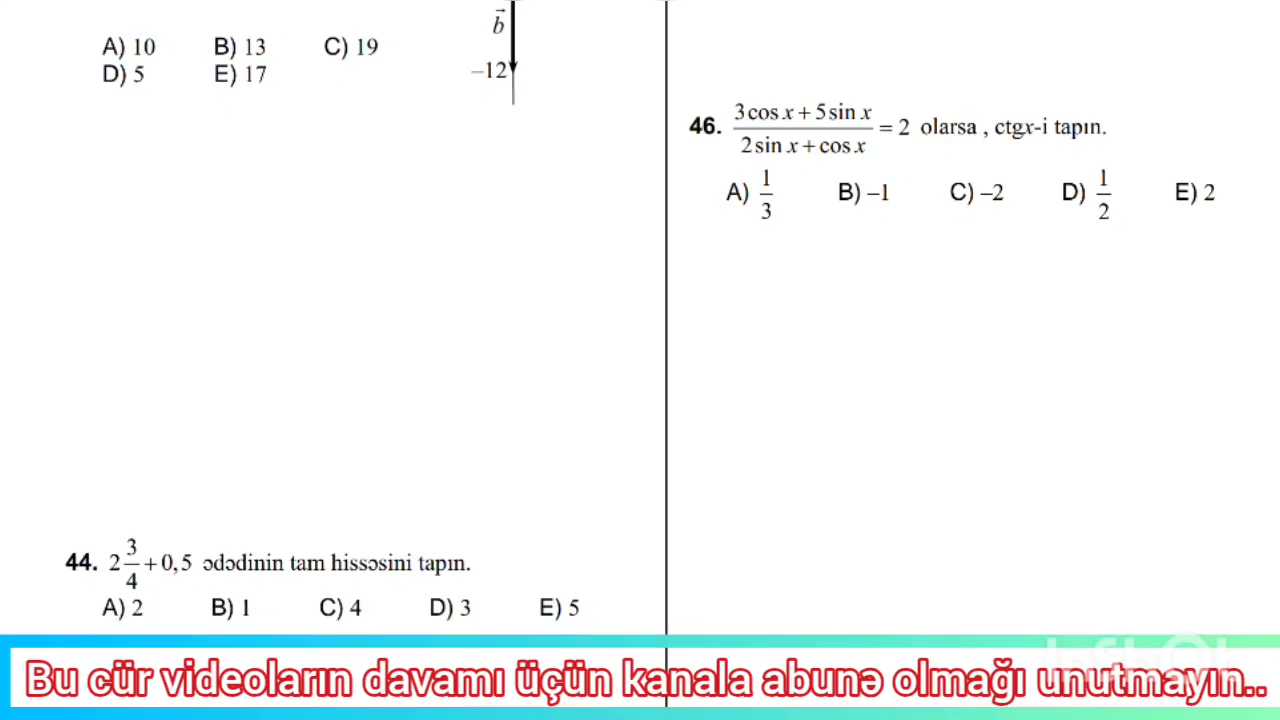 b⃗
A) 10 B) 13 C) 19
D) 5 E) 17
–12
44. 2 3/4 + 0,5 ədədinin tam hissəsini tapın.
A) 2 B) 1 C) 4 D) 3 E) 5
46. (3cos x + 5sin x)/(2sin x + cos x) = 2 olarsa , ctgx-i tapın.
A) 1/3 B) –1 C) –2 D) 1/2 E) 2
Bu cür videoların davamı üçün kanala abunə olmağı unutmayın..